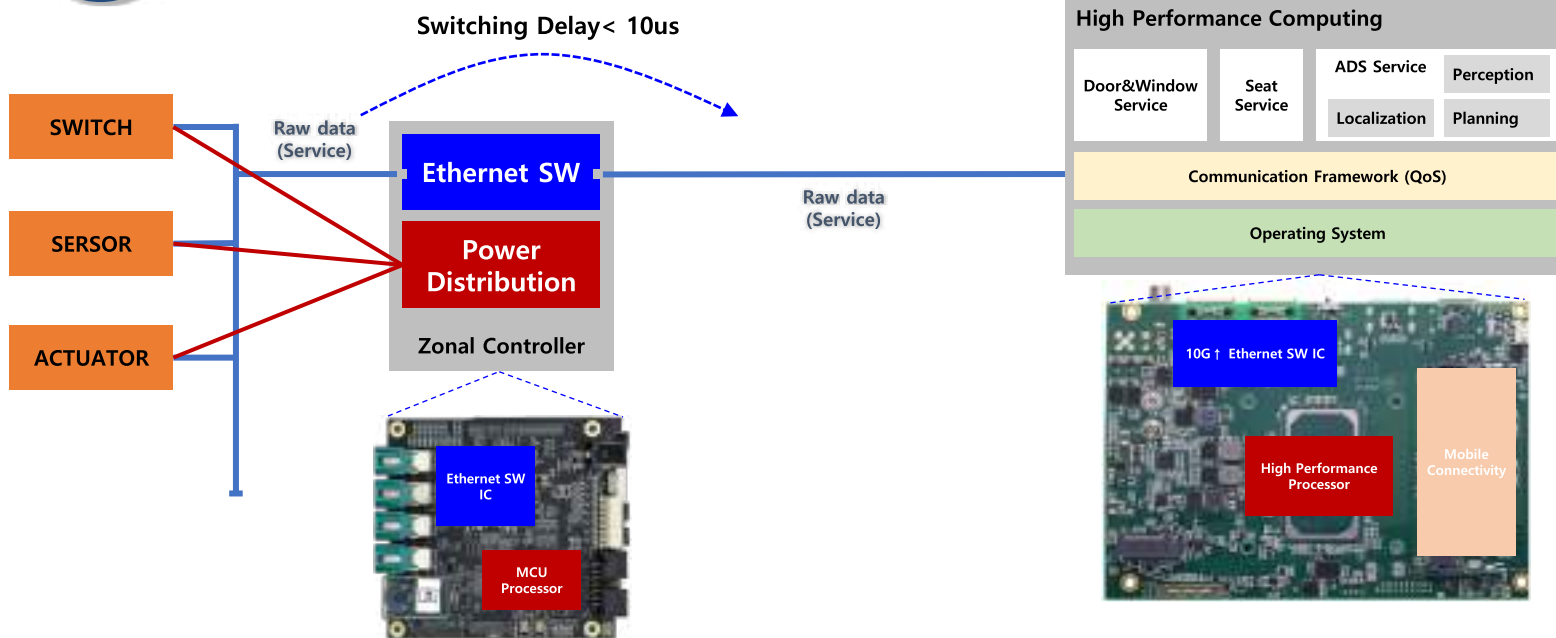 Switching Delay< 10us
High Performance Computing
Door&Window
Service
Seat
Service
ADS Service
Perception
Localization
Planning
Communication Framework (QoS)
Operating System
SWITCH
SERSOR
ACTUATOR
Raw data
(Service)
Ethernet SW
Power
Distribution
Zonal Controller
Raw data
(Service)
Ethernet SW
IC
MCU
Processor
10G↑ Ethernet SW IC
High Performance
Processor
Mobile
Connectivity